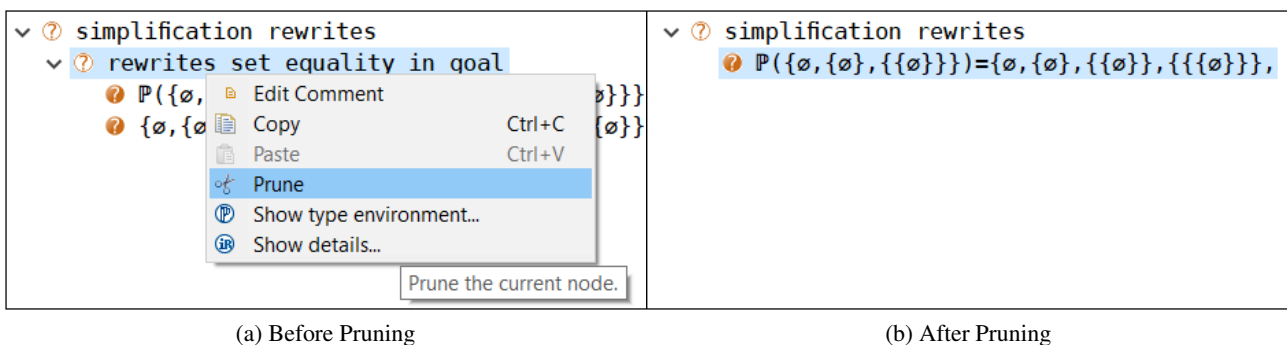 simplification rewrites
rewrites set equality in goal
ℙ({∅, ∅}}}
{∅,{∅ {∅}}
Edit Comment
Copy Ctrl+C
Paste Ctrl+V
Prune
Show type environment...
Show details...
Prune the current node.
(a) Before Pruning
simplification rewrites
ℙ({∅,{∅},{{∅}}})={∅,{∅},{{∅}},{{{∅}}},
(b) After Pruning